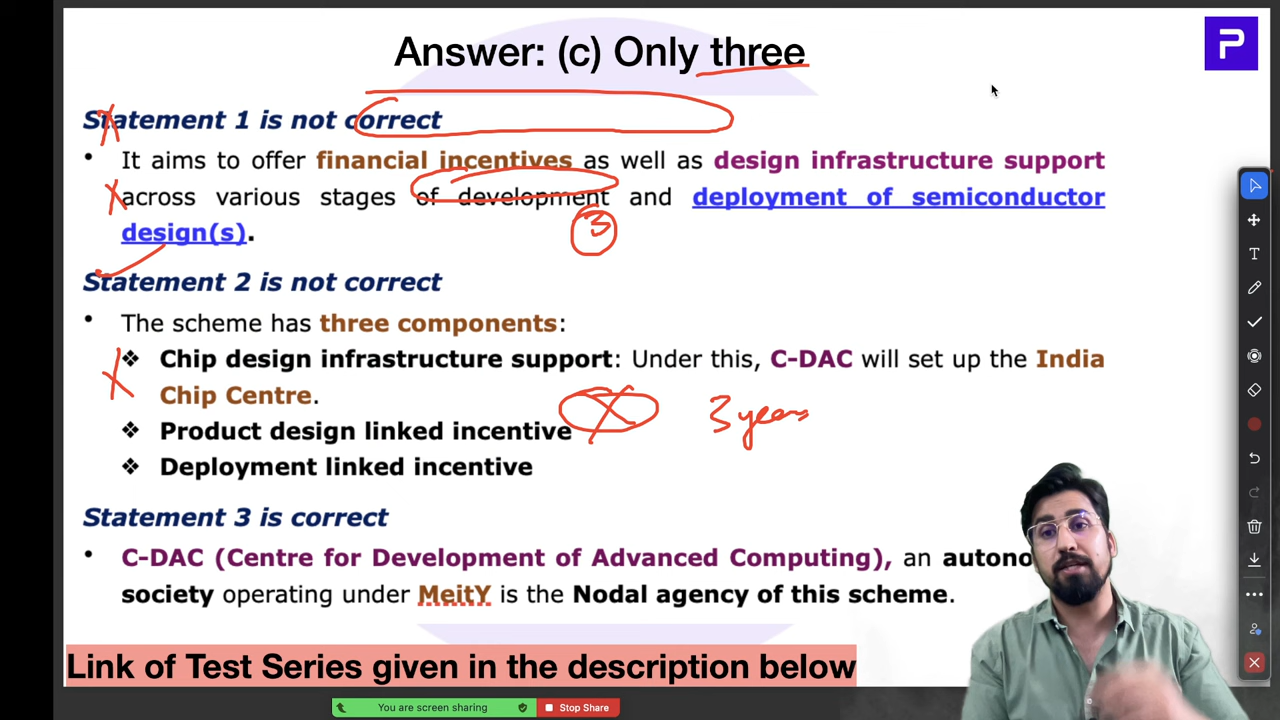 Answer: (c) Only three
P
Statement 1 is not correct
• It aims to offer financial incentives as well as design infrastructure support
across various stages of development and deployment of semiconductor
design(s).
3
Statement 2 is not correct
• The scheme has three components:
❖ Chip design infrastructure support: Under this, C-DAC will set up the India
Chip Centre.
3 years
❖ Product design linked incentive
❖ Deployment linked incentive
Statement 3 is correct
• C-DAC (Centre for Development of Advanced Computing), an
society operating under MeitY is the Nodal agency of this scheme.
Link of Test Series given in the description below
You are screen sharing
Stop Share
T